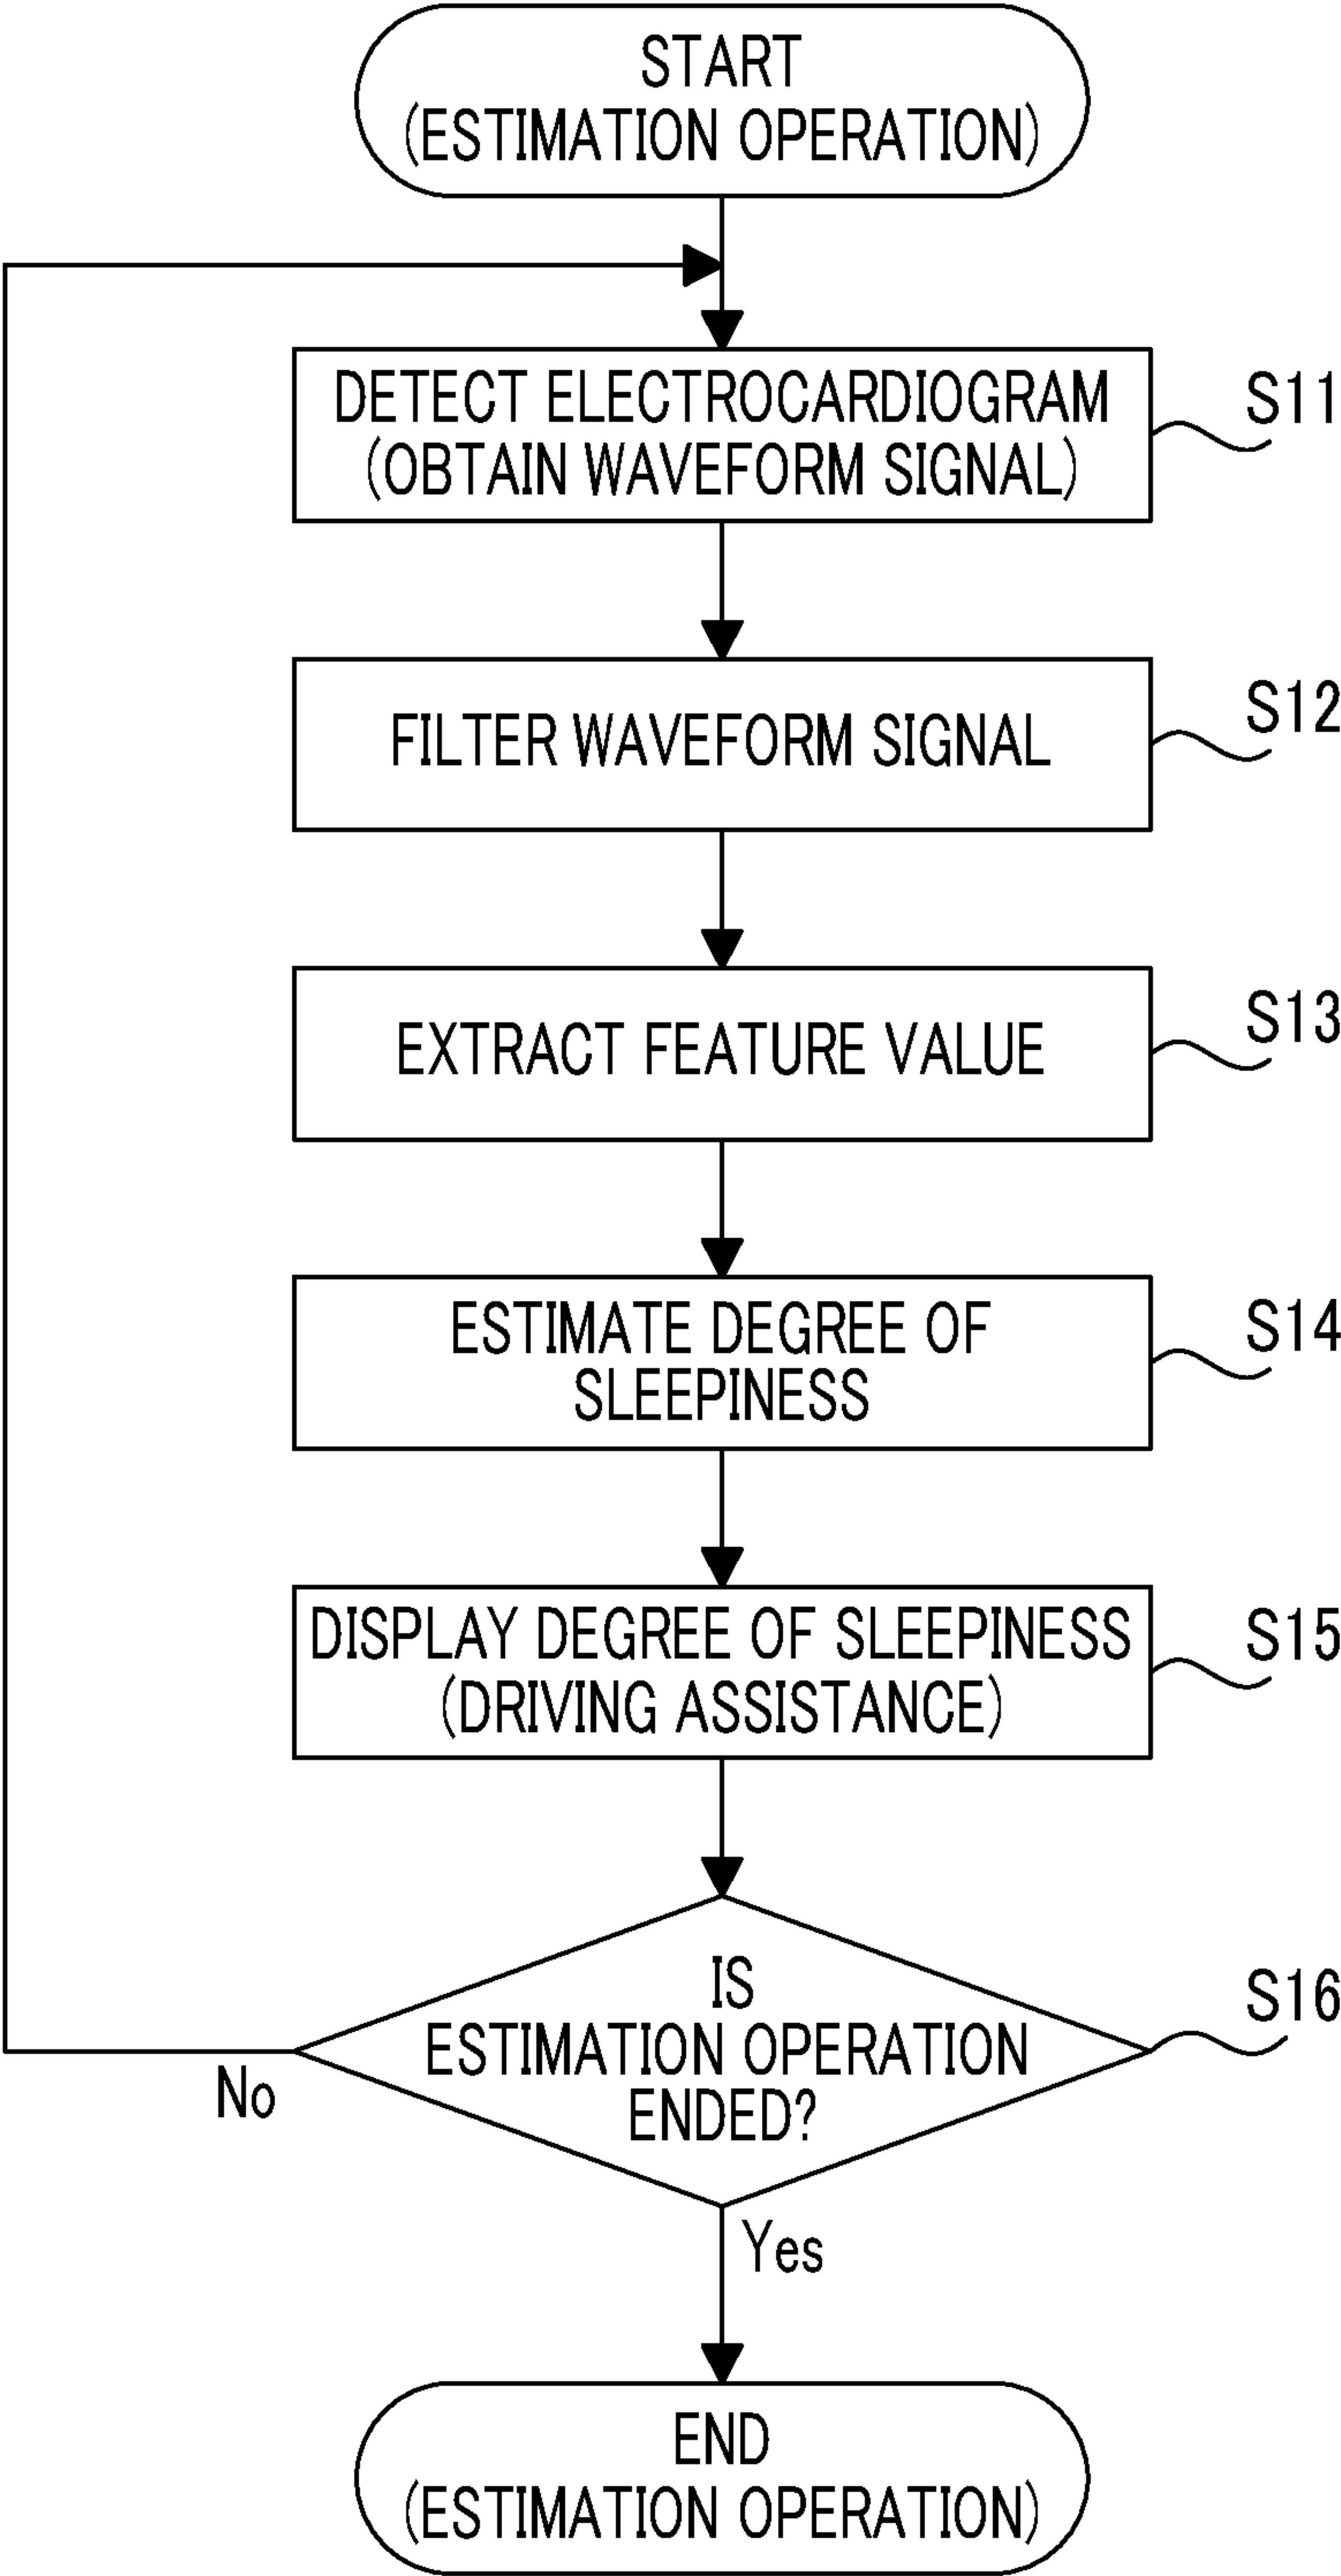 START
(ESTIMATION OPERATION)
DETECT ELECTROCARDIOGRAM
(OBTAIN WAVEFORM SIGNAL)
S11
FILTER WAVEFORM SIGNAL
S12
EXTRACT FEATURE VALUE
S13
ESTIMATE DEGREE OF
SLEEPINESS
S14
DISPLAY DEGREE OF SLEEPINESS
(DRIVING ASSISTANCE)
S15
IS
ESTIMATION OPERATION
ENDED?
S16
No
Yes
END
(ESTIMATION OPERATION)